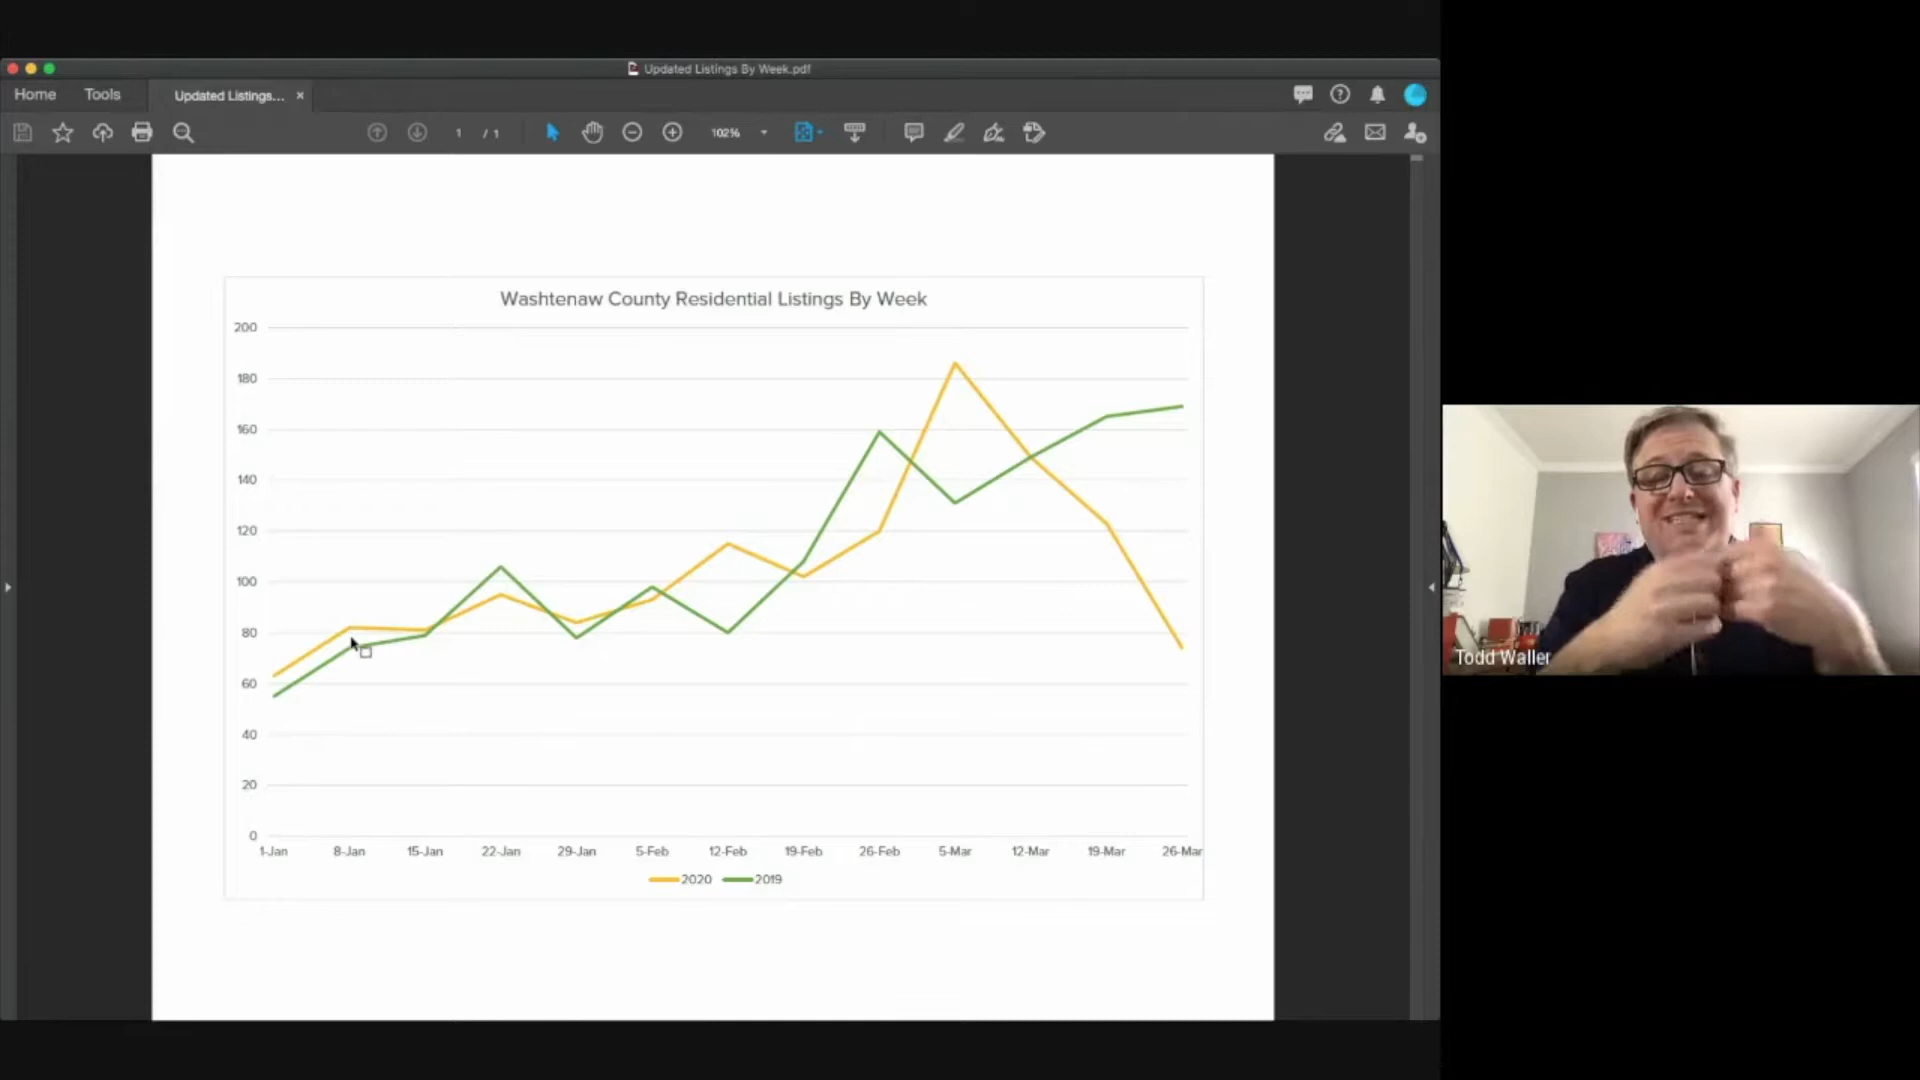 Updated Listings By Week.pdf
Home Tools Updated Listings... ×
1 / 1 102%
Washtenaw County Residential Listings By Week
200
180
160
140
120
100
80
60
40
20
0
1-Jan 8-Jan 15-Jan 22-Jan 29-Jan 5-Feb 12-Feb 19-Feb 26-Feb 5-Mar 12-Mar 19-Mar 26-Mar
2020 2019
Todd Waller